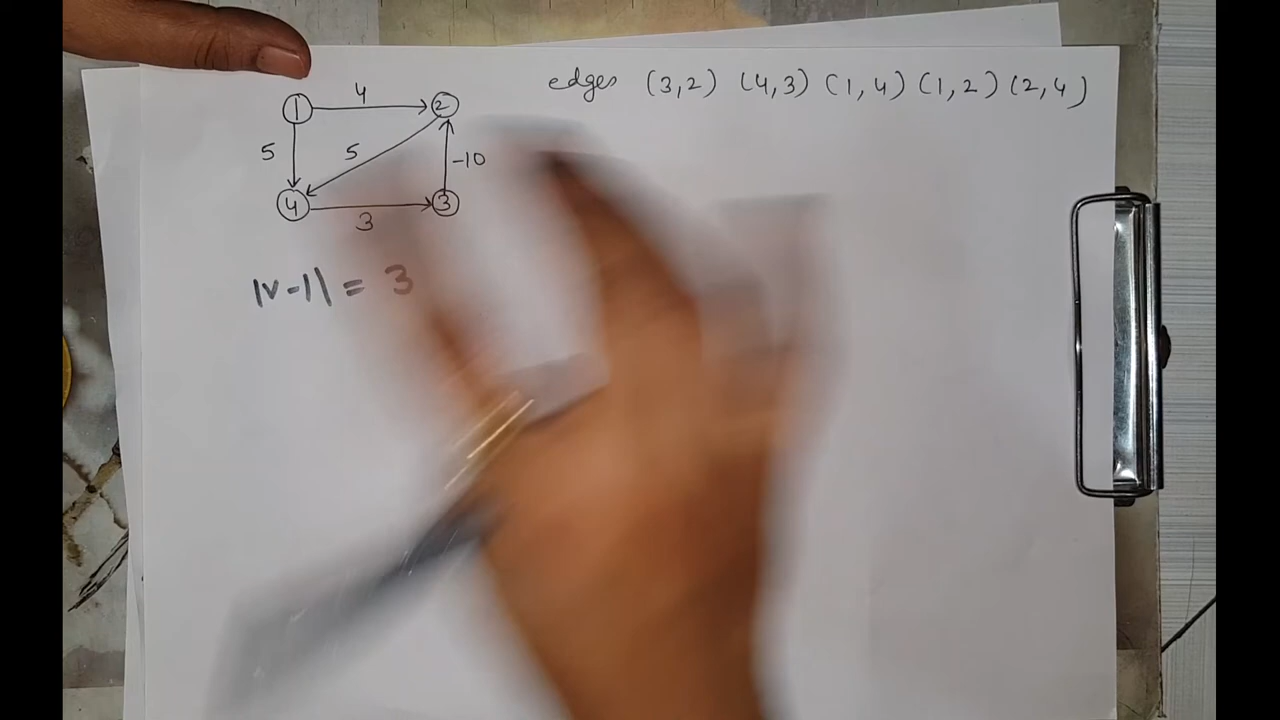 edges (3,2) (4,3) (1,4) (1,2) (2,4)
1 4 2
5 5 -10
4 3 3
|v-1| = 3